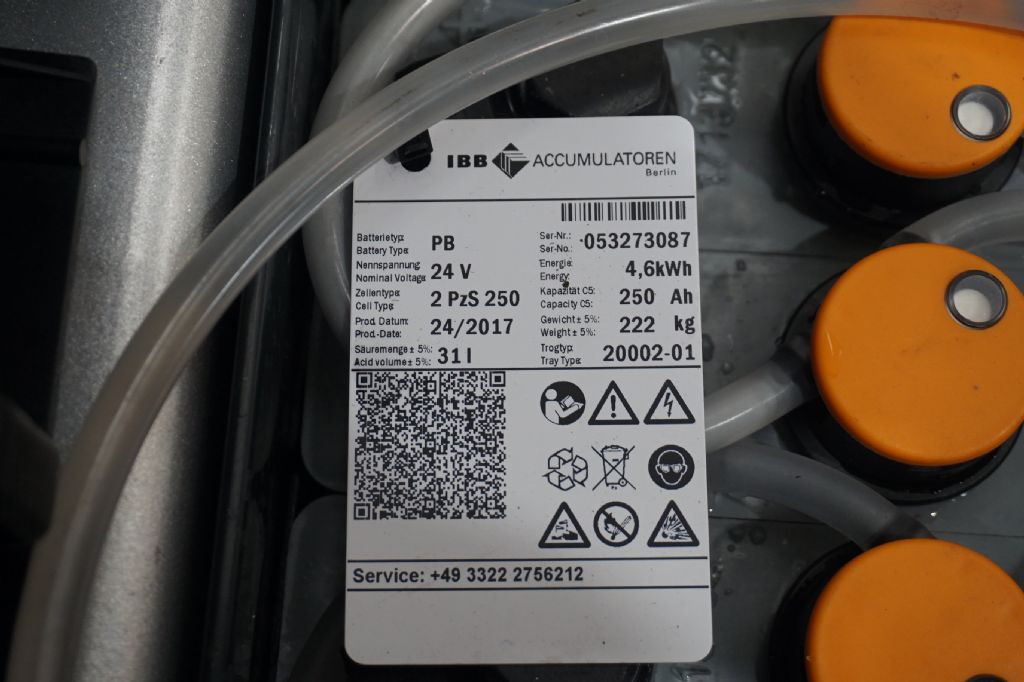 IBB ACCUMULATOREN
Berlin
Batterietyp:
Battery Type:
PB
Ser-Nr.:
Ser-No.:
053273087
Nennspannung
Nominal Voltage
24 V
Energie:
Energy:
4,6kWh
Zellentype:
Cell Type:
2 PzS 250
Kapazität C5:
Capacity C5:
250 Ah
Prod. Datum:
Prod.-Date:
24/2017
Gewicht ± 5%:
Weight ± 5%:
222 kg
Säuremenge ± 5%:
Acid volume ± 5%:
31 l
Trogtyp:
Tray Type:
20002-01
Service: +49 3322 2756212